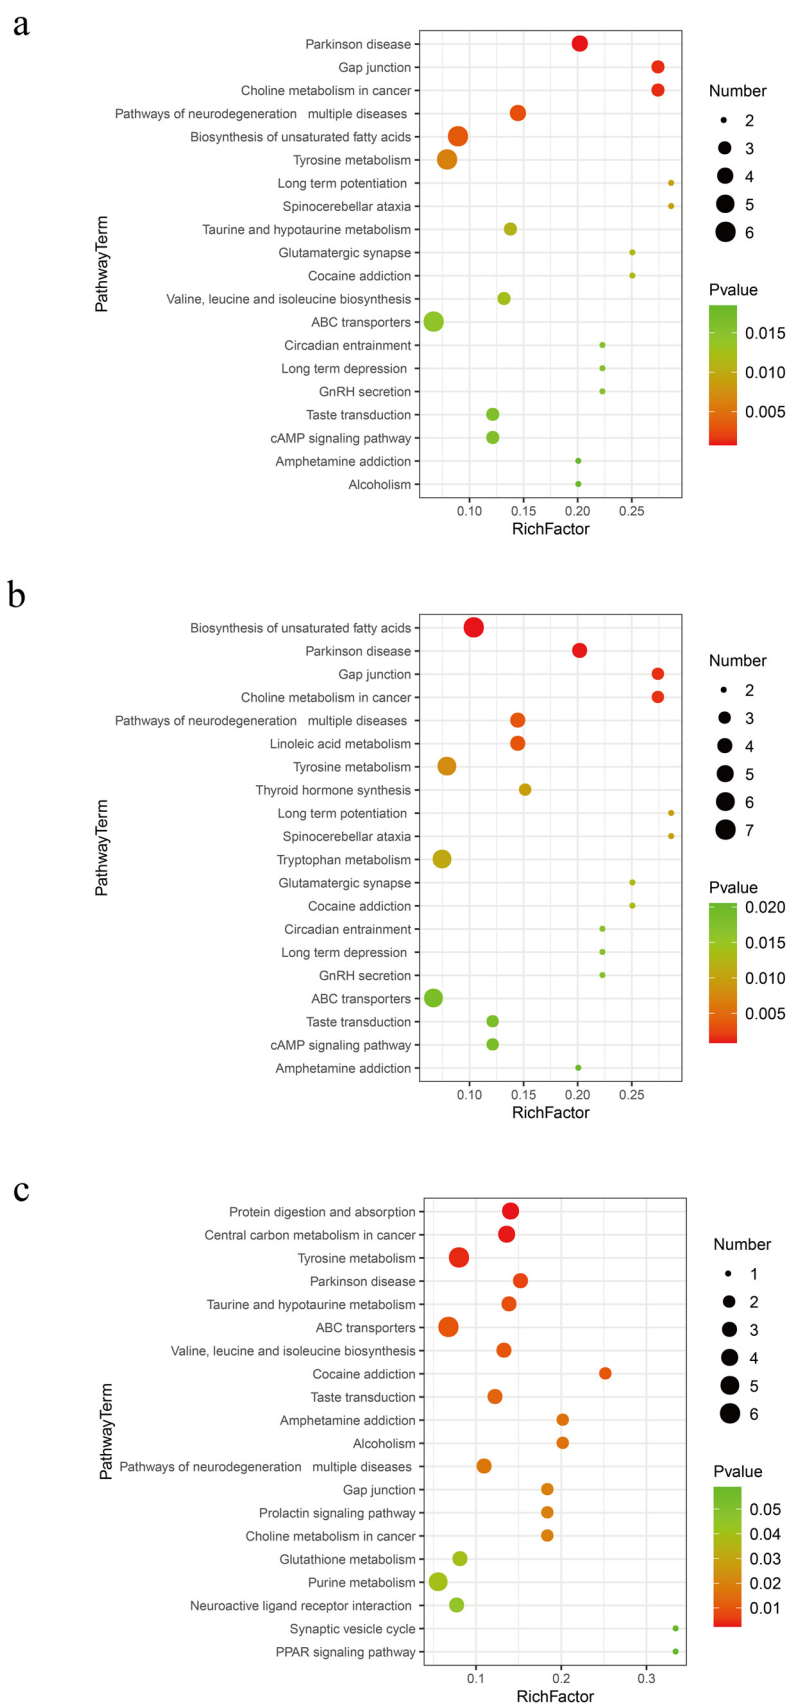 a
Parkinson disease
Gap junction
Choline metabolism in cancer
Pathways of neurodegeneration multiple diseases
Biosynthesis of unsaturated fatty acids
Tyrosine metabolism
Long term potentiation
Spinocerebellar ataxia
Taurine and hypotaurine metabolism
Glutamatergic synapse
Cocaine addiction
Valine, leucine and isoleucine biosynthesis
ABC transporters
Circadian entrainment
Long term depression
GnRH secretion
Taste transduction
cAMP signaling pathway
Amphetamine addiction
Alcoholism
PathwayTerm
0.10 0.15 0.20 0.25
RichFactor
Number
2
3
4
5
6
Pvalue
0.015
0.010
0.005
b
Biosynthesis of unsaturated fatty acids
Parkinson disease
Gap junction
Choline metabolism in cancer
Pathways of neurodegeneration multiple diseases
Linoleic acid metabolism
Tyrosine metabolism
Thyroid hormone synthesis
Long term potentiation
Spinocerebellar ataxia
Tryptophan metabolism
Glutamatergic synapse
Cocaine addiction
Circadian entrainment
Long term depression
GnRH secretion
ABC transporters
Taste transduction
cAMP signaling pathway
Amphetamine addiction
PathwayTerm
0.10 0.15 0.20 0.25
RichFactor
Number
2
3
4
5
6
7
Pvalue
0.020
0.015
0.010
0.005
c
Protein digestion and absorption
Central carbon metabolism in cancer
Tyrosine metabolism
Parkinson disease
Taurine and hypotaurine metabolism
ABC transporters
Valine, leucine and isoleucine biosynthesis
Cocaine addiction
Taste transduction
Amphetamine addiction
Alcoholism
Pathways of neurodegeneration multiple diseases
Gap junction
Prolactin signaling pathway
Choline metabolism in cancer
Glutathione metabolism
Purine metabolism
Neuroactive ligand receptor interaction
Synaptic vesicle cycle
PPAR signaling pathway
PathwayTerm
0.1 0.2 0.3
RichFactor
Number
1
2
3
4
5
6
Pvalue
0.05
0.04
0.03
0.02
0.01